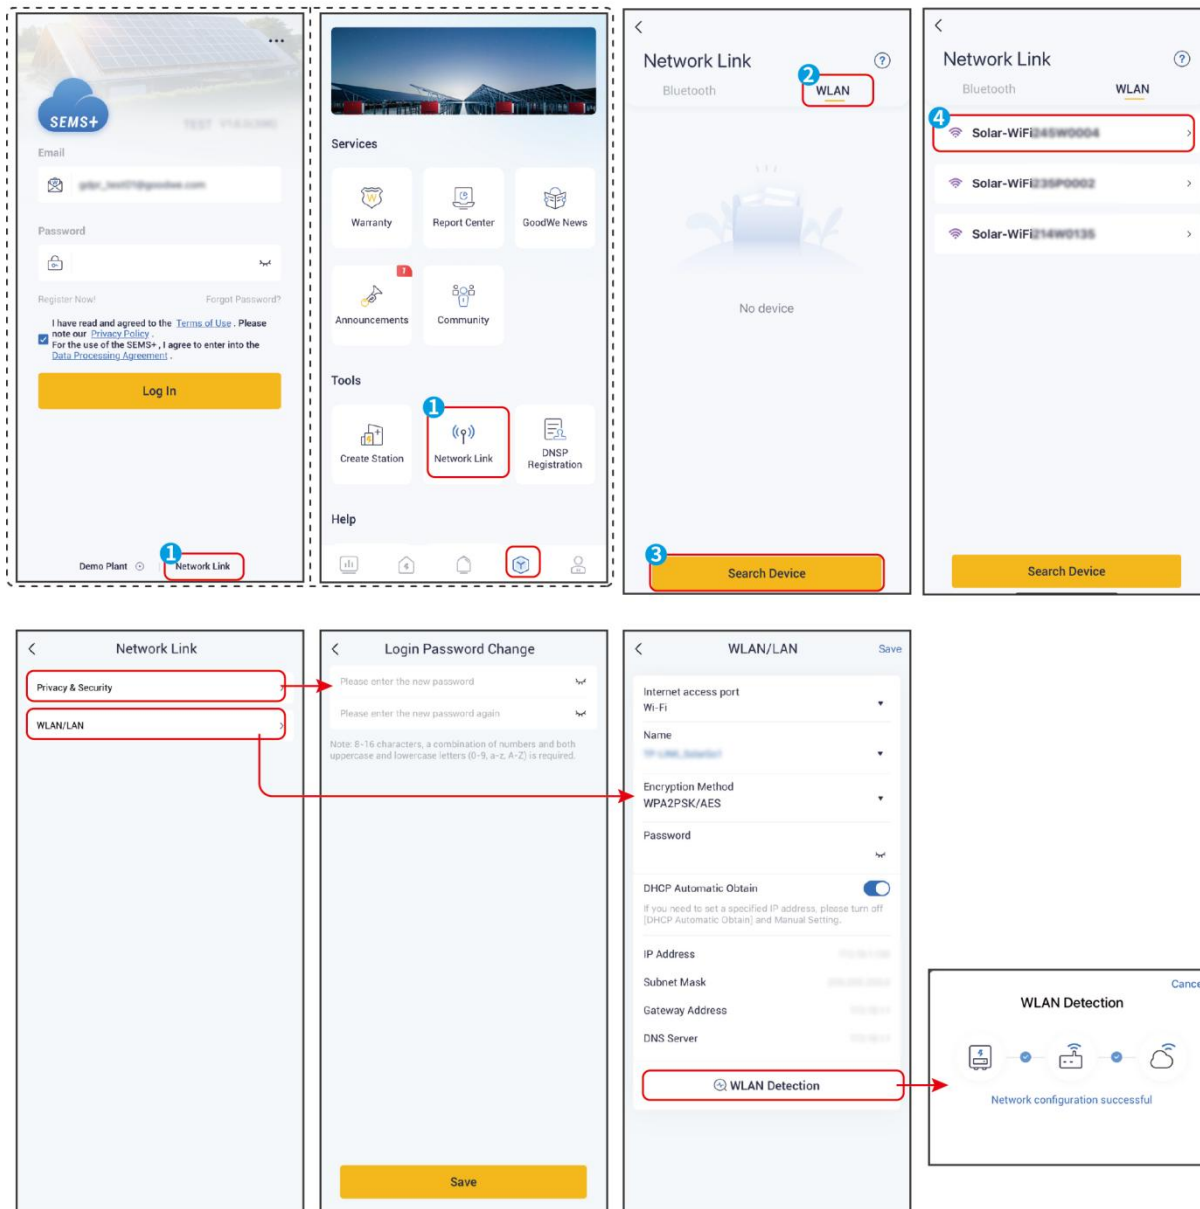 SEMS+
Email
Password
Register Now!
Forgot Password?
I have read and agreed to the Terms of Use . Please
note our Privacy Policy .
For the use of the SEMS+ , I agree to enter into the
Data Processing Agreement .
Log In
Demo Plant
1
Network Link
Services
W
Warranty
Report Center
GoodWe News
1
Announcements
Community
Tools
1
Create Station
Network Link
DNSP
Registration
Help
Network Link
?
Bluetooth
2
WLAN
No device
3
Search Device
Network Link
?
Bluetooth
WLAN
4
Solar-WiFi
Solar-WiFi
Solar-WiFi
Search Device
Network Link
Privacy & Security
WLAN/LAN
Login Password Change
Please enter the new password
Please enter the new password again
Note: 8-16 characters, a combination of numbers and both
uppercase and lowercase letters (0-9, a-z, A-Z) is required.
Save
WLAN/LAN
Save
Internet access port
Wi-Fi
Name
Encryption Method
WPA2PSK/AES
Password
DHCP Automatic Obtain
If you need to set a specified IP address, please turn off
[DHCP Automatic Obtain] and Manual Setting.
IP Address
Subnet Mask
Gateway Address
DNS Server
WLAN Detection
Cance
WLAN Detection
Network configuration successful